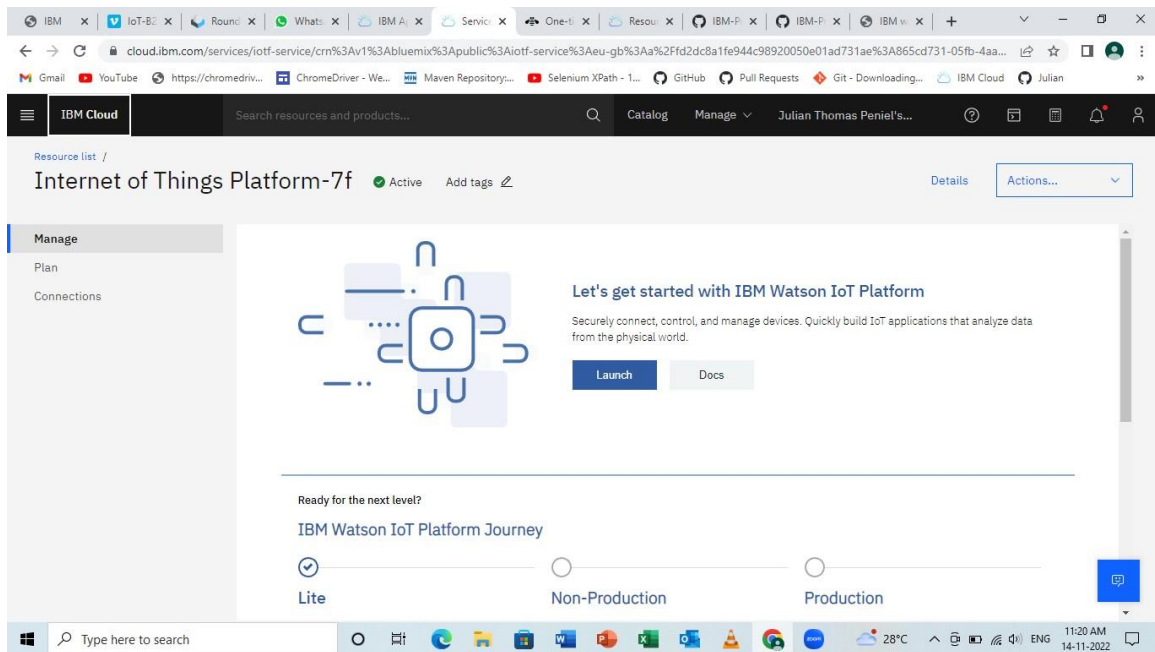 IBM
IoT-B2
Round
Whats
IBM A
Service
One-ti
Resou
IBM-P
IBM-P
IBM w
cloud.ibm.com/services/iotf-service/crn%3Av1%3Abluemix%3Apublic%3Aiotf-service%3Aeu-gb%3Aa%2Ffd2dc8a1fe944c98920050e01ad731ae%3A865cd731-05fb-4aa...
Gmail
YouTube
https://chromedriv...
ChromeDriver - We...
Maven Repository:...
Selenium XPath - 1...
GitHub
Pull Requests
Git - Downloading...
IBM Cloud
Julian
»
IBM Cloud
Search resources and products...
Catalog
Manage
Julian Thomas Peniel's...
Resource list /
Internet of Things Platform-7f
Active
Add tags
Details
Actions...
Manage
Plan
Connections
Let's get started with IBM Watson IoT Platform
Securely connect, control, and manage devices. Quickly build IoT applications that analyze data
from the physical world.
Launch
Docs
Ready for the next level?
IBM Watson IoT Platform Journey
Lite
Non-Production
Production
Type here to search
zoom
28°C
ENG
11:20 AM
14-11-2022